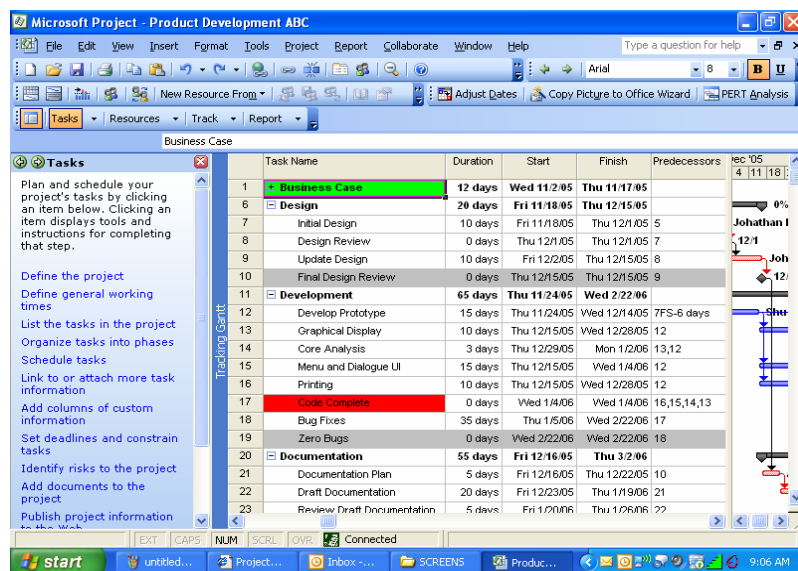 Microsoft Project - Product Development ABC
File Edit View Insert Format Tools Project Report Collaborate Window Help Type a question for help
Arial 8 B U
New Resource From Adjust Dates Copy Picture to Office Wizard PERT Analysis
Tasks Resources Track Report
Business Case
Tasks
Plan and schedule your
project's tasks by clicking
an item below. Clicking an
item displays tools and
instructions for completing
that step.
Define the project
Define general working
times
List the tasks in the project
Organize tasks into phases
Schedule tasks
Link to or attach more task
information
Add columns of custom
information
Set deadlines and constrain
tasks
Identify risks to the project
Add documents to the
project
Publish project information
to the Web
Tracking Gantt
Task Name Duration Start Finish Predecessors
1 + Business Case 12 days Wed 11/2/05 Thu 11/17/05
6 Design 20 days Fri 11/18/05 Thu 12/15/05
7 Initial Design 10 days Fri 11/18/05 Thu 12/1/05 5
8 Design Review 0 days Thu 12/1/05 Thu 12/1/05 7
9 Update Design 10 days Fri 12/2/05 Thu 12/15/05 8
10 Final Design Review 0 days Thu 12/15/05 Thu 12/15/05 9
11 Development 65 days Thu 11/24/05 Wed 2/22/06
12 Develop Prototype 15 days Thu 11/24/05 Wed 12/14/05 7FS-6 days
13 Graphical Display 10 days Thu 12/15/05 Wed 12/28/05 12
14 Core Analysis 3 days Thu 12/29/05 Mon 1/2/06 13,12
15 Menu and Dialogue UI 15 days Thu 12/15/05 Wed 1/4/06 12
16 Printing 10 days Thu 12/15/05 Wed 12/28/05 12
17 Code Complete 0 days Wed 1/4/06 Wed 1/4/06 16,15,14,13
18 Bug Fixes 35 days Thu 1/5/06 Wed 2/22/06 17
19 Zero Bugs 0 days Wed 2/22/06 Wed 2/22/06 18
20 Documentation 55 days Fri 12/16/05 Thu 3/2/06
21 Documentation Plan 5 days Fri 12/16/05 Thu 12/22/05 10
22 Draft Documentation 20 days Fri 12/23/05 Thu 1/19/06 21
23 Review Draft Documentation 5 days Fri 1/20/06 Thu 1/26/06 22
'05
4 11 18
0%
Johathan
12/1
Joh
12/
Shu
EXT CAPS NUM SCRL OVR Connected
start untitled... Project... Inbox -... SCREENS Produc... 9:06 AM